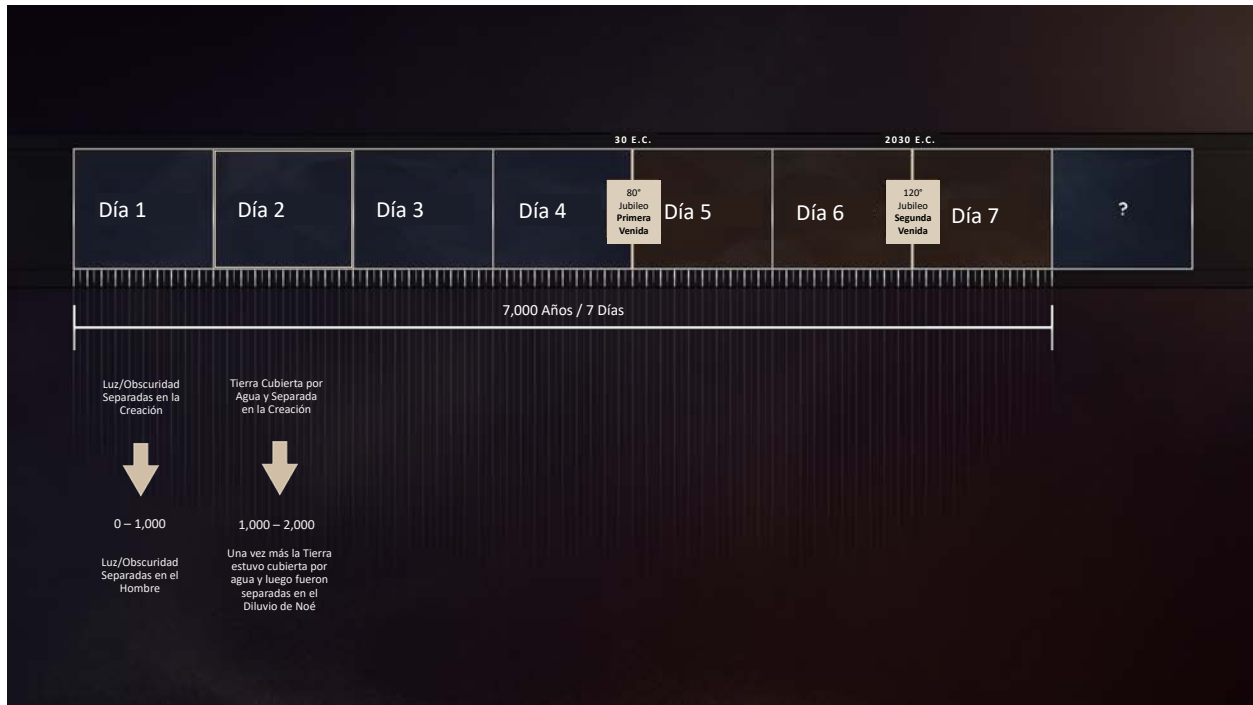 30 E.C.
2030 E.C.
Día 1
Día 2
Día 3
Día 4
80°
Jubileo
Primera
Venida
Día 5
Día 6
120°
Jubileo
Segunda
Venida
Día 7
?
7,000 Años / 7 Días
Luz/Obscuridad
Separadas en la
Creación
Tierra Cubierta por
Agua y Separada
en la Creación
0 – 1,000
1,000 – 2,000
Luz/Obscuridad
Separadas en el
Hombre
Una vez más la Tierra
estuvo cubierta por
agua y luego fueron
separadas en el
Diluvio de Noé